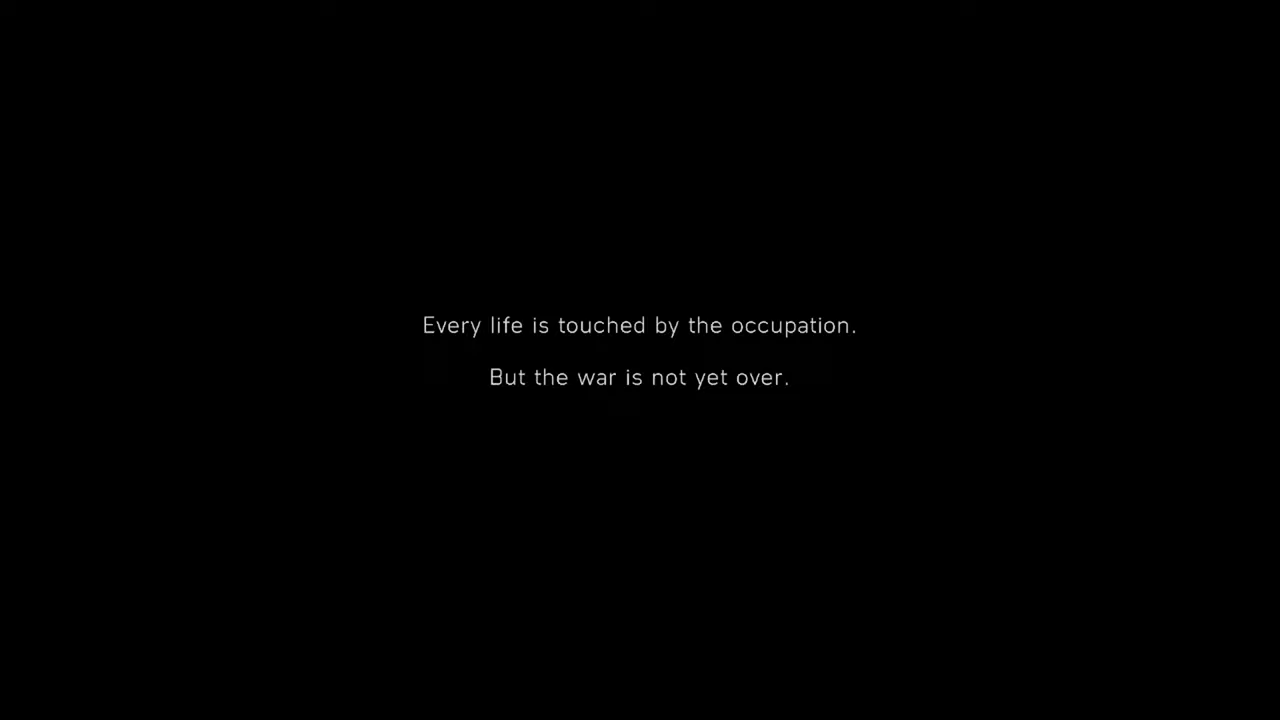 Every life is touched by the occupation.
But the war is not yet over.